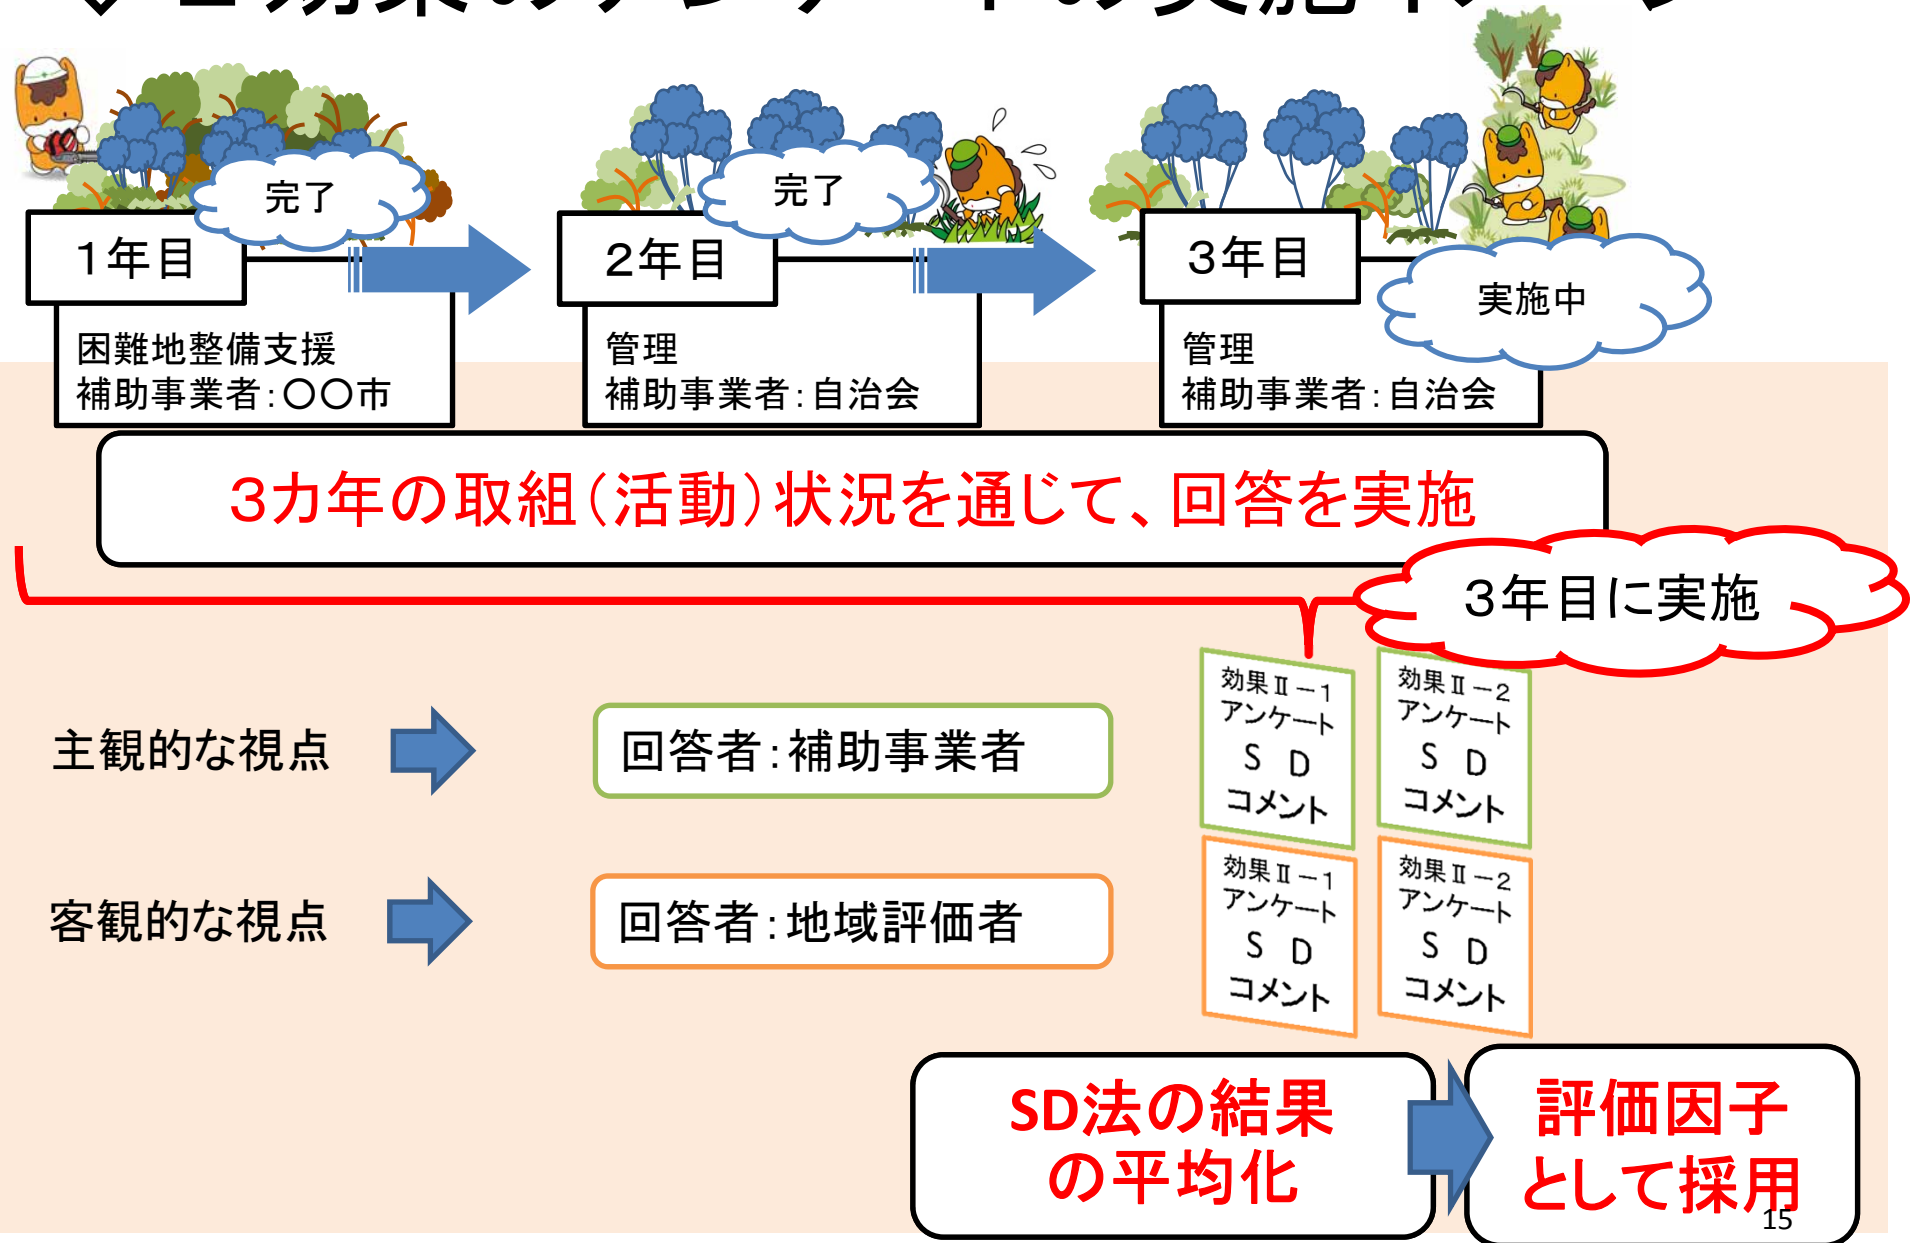 完了
完了
1年目
2年目
3年目
実施中
困難地整備支援
補助事業者:〇〇市
管理
補助事業者:自治会
管理
補助事業者:自治会
3カ年の取組(活動)状況を通じて、回答を実施
3年目に実施
主観的な視点
回答者:補助事業者
効果Ⅱ-1
アンケート
S D
コメント
効果Ⅱ-2
アンケート
S D
コメント
客観的な視点
回答者:地域評価者
効果Ⅱ-1
アンケート
S D
コメント
効果Ⅱ-2
アンケート
S D
コメント
SD法の結果
の平均化
評価因子
として採用
15